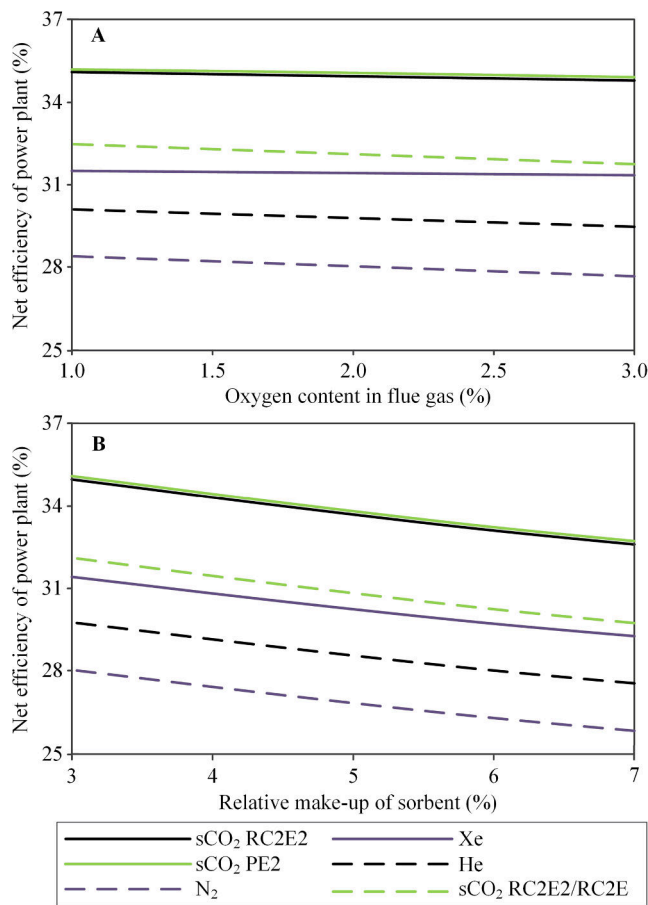 37
34
31
28
25
Net efficiency of power plant (%)
A
1.0 1.5 2.0 2.5 3.0
Oxygen content in flue gas (%)
37
34
31
28
25
Net efficiency of power plant (%)
B
3 4 5 6 7
Relative make-up of sorbent (%)
sCO₂ RC2E2 Xe
sCO₂ PE2 He
N₂ sCO₂ RC2E2/RC2E